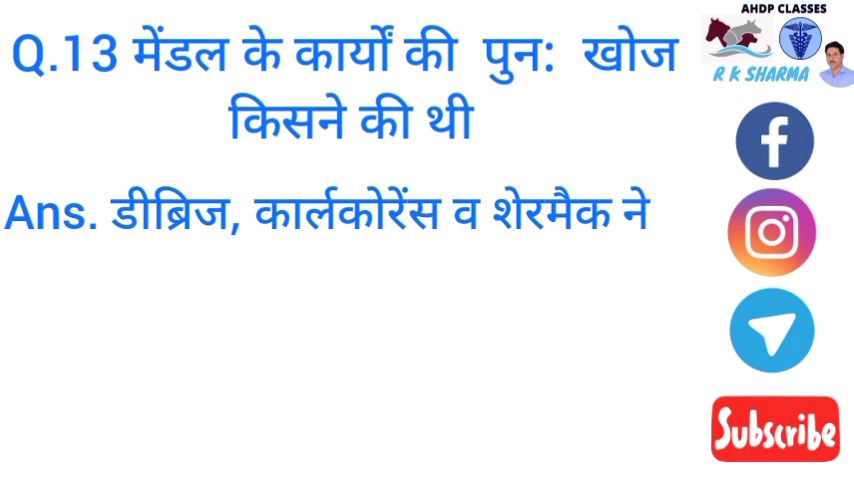 AHDP CLASSES
R K SHARMA
Q.13 मेंडल के कार्यों की पुन: खोज
किसने की थी
Ans. डीब्रिज, कार्लकोरेंस व शेरमैक ने
Subscribe